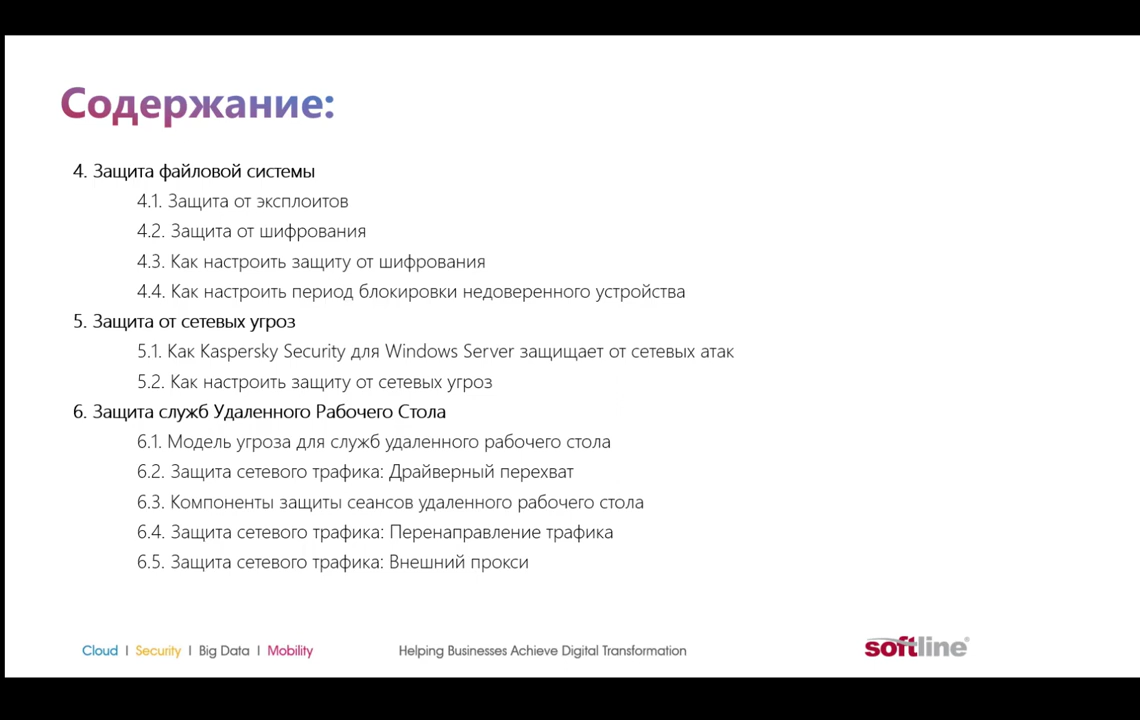 Содержание:
4. Защита файловой системы
4.1. Защита от эксплоитов
4.2. Защита от шифрования
4.3. Как настроить защиту от шифрования
4.4. Как настроить период блокировки недоверенного устройства
5. Защита от сетевых угроз
5.1. Как Kaspersky Security для Windows Server защищает от сетевых атак
5.2. Как настроить защиту от сетевых угроз
6. Защита служб Удаленного Рабочего Стола
6.1. Модель угроза для служб удаленного рабочего стола
6.2. Защита сетевого трафика: Драйверный перехват
6.3. Компоненты защиты сеансов удаленного рабочего стола
6.4. Защита сетевого трафика: Перенаправление трафика
6.5. Защита сетевого трафика: Внешний прокси
Cloud | Security | Big Data | Mobility Helping Businesses Achieve Digital Transformation softline®